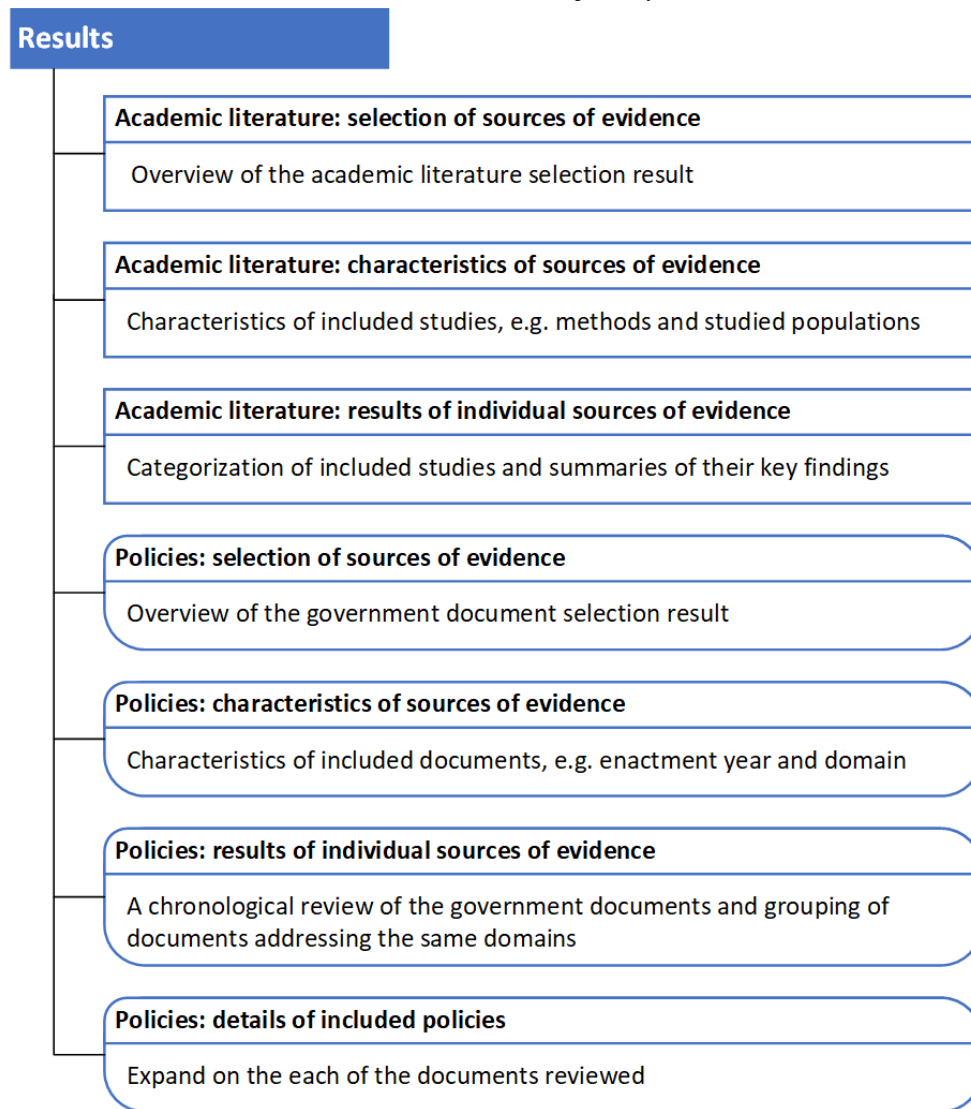 Results
Academic literature: selection of sources of evidence
Overview of the academic literature selection result
Academic literature: characteristics of sources of evidence
Characteristics of included studies, e.g. methods and studied populations
Academic literature: results of individual sources of evidence
Categorization of included studies and summaries of their key findings
Policies: selection of sources of evidence
Overview of the government document selection result
Policies: characteristics of sources of evidence
Characteristics of included documents, e.g. enactment year and domain
Policies: results of individual sources of evidence
A chronological review of the government documents and grouping of
documents addressing the same domains
Policies: details of included policies
Expand on the each of the documents reviewed